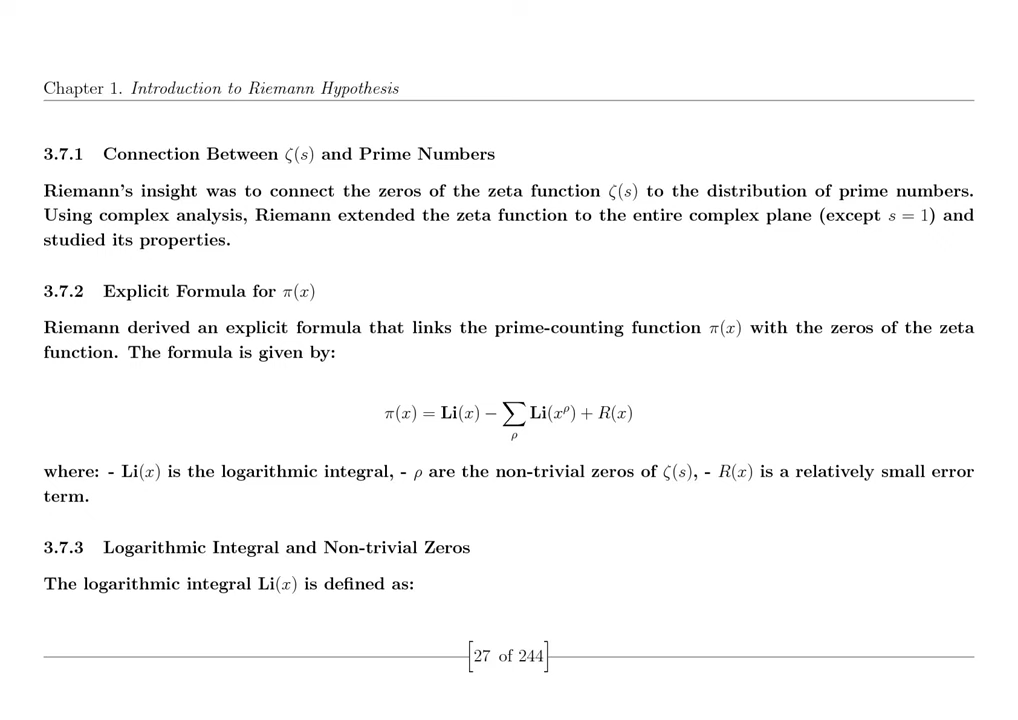 Chapter 1. Introduction to Riemann Hypothesis
3.7.1 Connection Between ζ(s) and Prime Numbers
Riemann's insight was to connect the zeros of the zeta function ζ(s) to the distribution of prime numbers.
Using complex analysis, Riemann extended the zeta function to the entire complex plane (except s = 1) and
studied its properties.
3.7.2 Explicit Formula for π(x)
Riemann derived an explicit formula that links the prime-counting function π(x) with the zeros of the zeta
function. The formula is given by:
π(x) = Li(x) − ∑ρ Li(x^ρ) + R(x)
where: - Li(x) is the logarithmic integral, - ρ are the non-trivial zeros of ζ(s), - R(x) is a relatively small error
term.
3.7.3 Logarithmic Integral and Non-trivial Zeros
The logarithmic integral Li(x) is defined as:
[27 of 244]